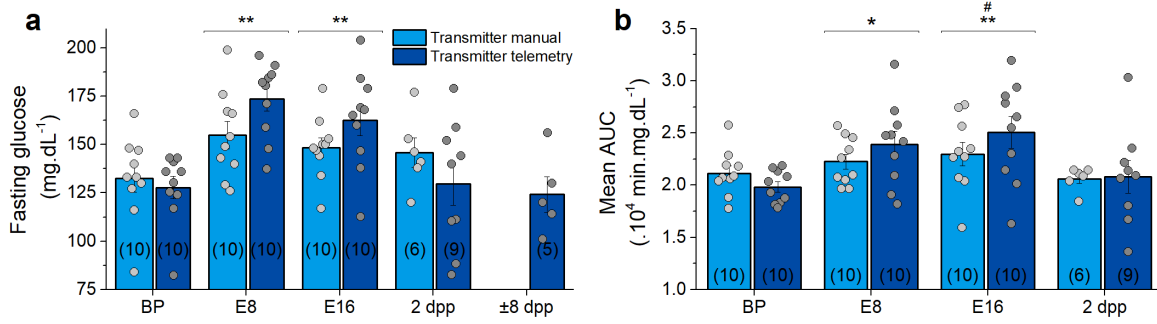 a
Fasting glucose
(mg.dL⁻¹)
200
175
150
125
100
75
**
**
Transmitter manual
Transmitter telemetry
(10)
(10)
(10)
(10)
(10)
(10)
(6)
(9)
(5)
BP
E8
E16
2 dpp
±8 dpp
b
Mean AUC
(.10⁴ min.mg.dL⁻¹)
3.5
3.0
2.5
2.0
1.5
1.0
*
#
**
(10)
(10)
(10)
(10)
(10)
(10)
(6)
(9)
BP
E8
E16
2 dpp